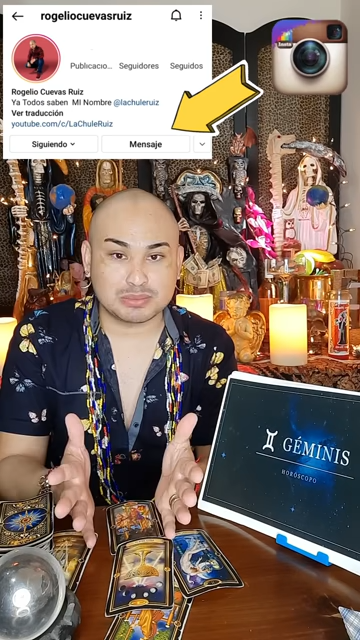 rogeliocuevasruiz
Publicacio... Seguidores Seguidos
Rogelio Cuevas Ruiz
Ya Todos saben MI Nombre @lachuleruiz
Ver traducción
youtube.com/c/LaChuleRuiz
Siguiendo
Mensaje
GÉMINIS
HORÓSCOPO